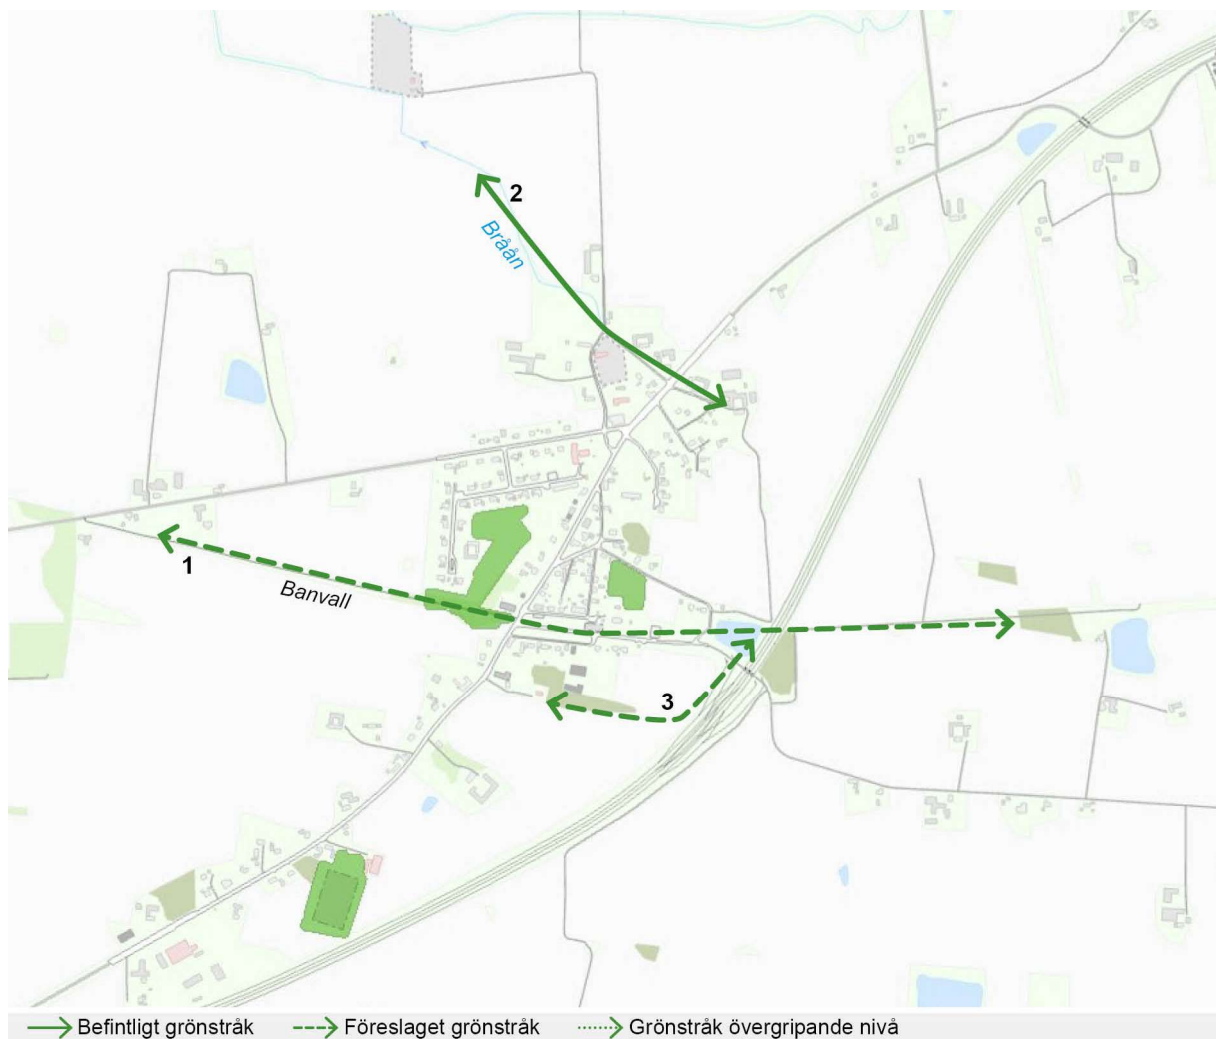 2
Bråån
1
Banvall
3
Befintligt grönstråk Föreslaget grönstråk Grönstråk övergripande nivå